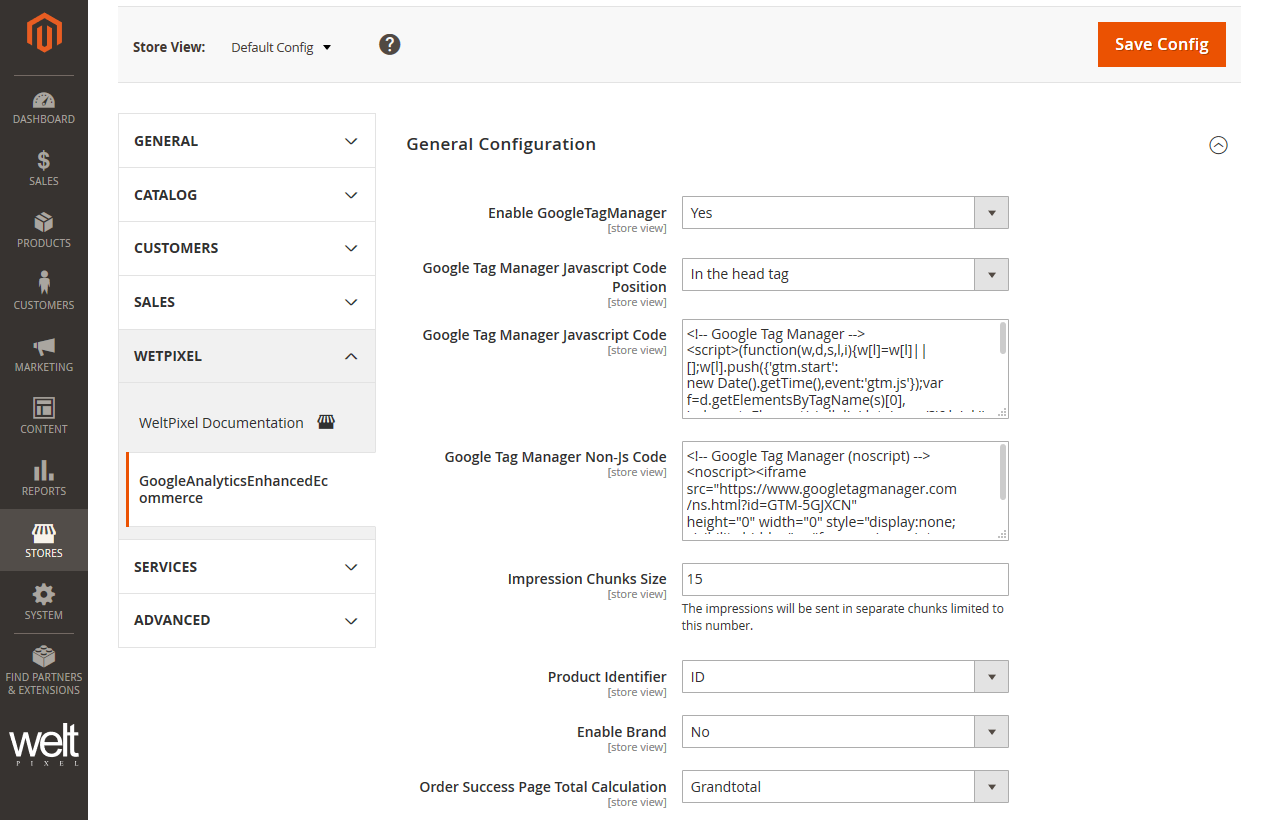 Store View:
Default Config
?
Save Config
DASHBOARD
$
SALES
PRODUCTS
CUSTOMERS
MARKETING
CONTENT
REPORTS
STORES
SYSTEM
FIND PARTNERS
& EXTENSIONS
welt
PIXEL
GENERAL
CATALOG
CUSTOMERS
SALES
WETPIXEL
WeltPixel Documentation
GoogleAnalyticsEnhancedEc
ommerce
SERVICES
ADVANCED
General Configuration
Enable GoogleTagManager
[store view]
Yes
Google Tag Manager Javascript Code
Position
[store view]
In the head tag
Google Tag Manager Javascript Code
[store view]
<!-- Google Tag Manager -->
<script>(function(w,d,s,l,i){w[l]=w[l]||
[];w[l].push({'gtm.start':
new Date().getTime(),event:'gtm.js'});var
f=d.getElementsByTagName(s)[0],
Google Tag Manager Non-Js Code
[store view]
<!-- Google Tag Manager (noscript) -->
<noscript><iframe
src="https://www.googletagmanager.com
/ns.html?id=GTM-5GJXCN"
height="0" width="0" style="display:none;
Impression Chunks Size
[store view]
15
The impressions will be sent in separate chunks limited to
this number.
Product Identifier
[store view]
ID
Enable Brand
[store view]
No
Order Success Page Total Calculation
[store view]
Grandtotal